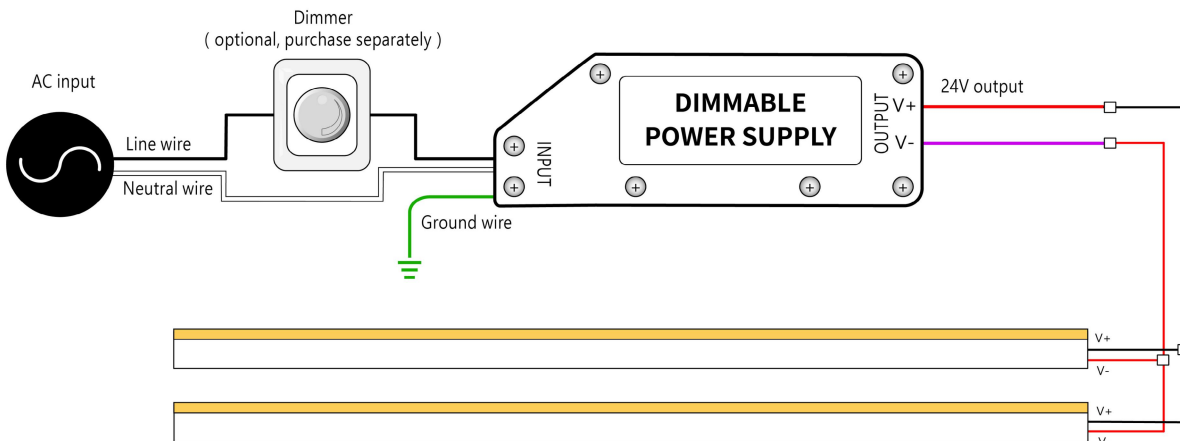 Dimmer
( optional, purchase separately )
AC input
Line wire
Neutral wire
INPUT
Ground wire
DIMMABLE
POWER SUPPLY
OUTPUT
V+
V-
24V output
V+
V-
V+